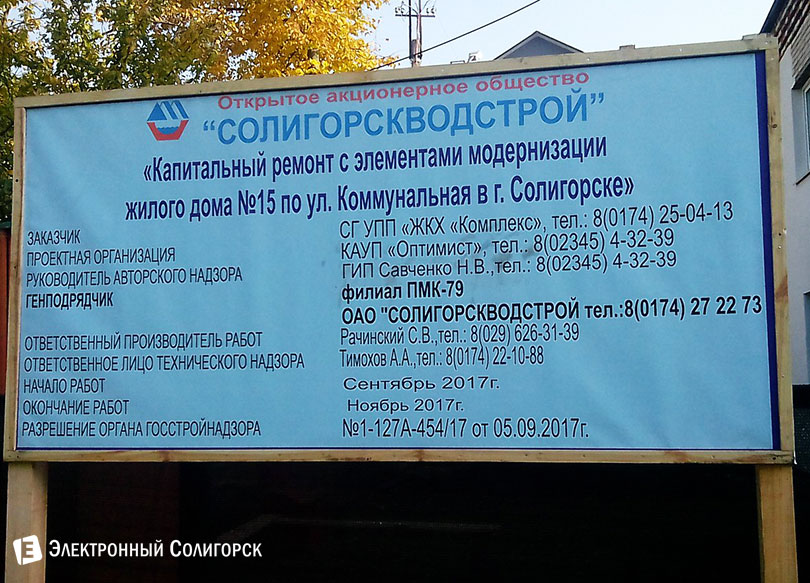 Открытое акционерное общество
"СОЛИГОРСКВОДСТРОЙ"
«Капитальный ремонт с элементами модернизации
жилого дома №15 по ул. Коммунальная в г. Солигорске»
ЗАКАЗЧИК СГ УПП «ЖКХ «Комплекс», тел.: 8(0174) 25-04-13
ПРОЕКТНАЯ ОРГАНИЗАЦИЯ КАУП «Оптимист», тел.: 8(02345) 4-32-39
РУКОВОДИТЕЛЬ АВТОРСКОГО НАДЗОРА ГИП Савченко Н.В.,тел.: 8(02345) 4-32-39
ГЕНПОДРЯДЧИК филиал ПМК-79
ОАО "СОЛИГОРСКВОДСТРОЙ тел.:8(0174) 27 22 73
ОТВЕТСТВЕННЫЙ ПРОИЗВОДИТЕЛЬ РАБОТ Рачинский С.В.,тел.: 8(029) 626-31-39
ОТВЕТСТВЕННОЕ ЛИЦО ТЕХНИЧЕСКОГО НАДЗОРА Тимохов А.А.,тел.: 8(0174) 22-10-88
НАЧАЛО РАБОТ Сентябрь 2017г.
ОКОНЧАНИЕ РАБОТ Ноябрь 2017г.
РАЗРЕШЕНИЕ ОРГАНА ГОССТРОЙНАДЗОРА №1-127А-454/17 от 05.09.2017г.
Е Электронный Солигорск